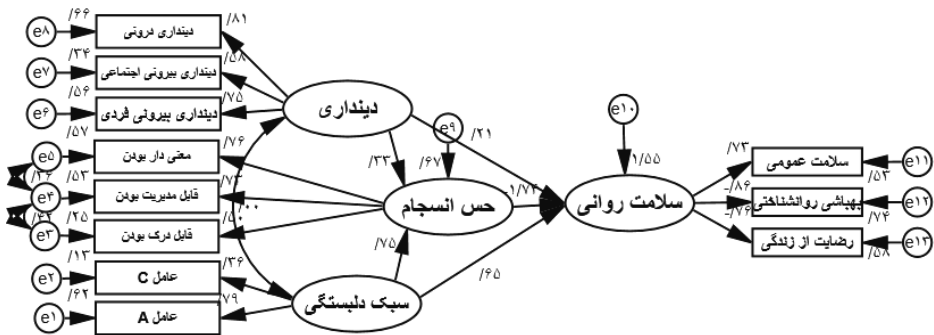 e۸
/۶۶
دینداری درونی
/۸۱
e۷
/۳۴
دینداری بیرونی اجتماعی
/۵۸
e۶
/۵۶
دینداری بیرونی فردی
/۷۵
دینداری
e۵
/۵۷
معنی دار بودن
/۷۶
e۴
/۵۳
قابل مدیریت بودن
e۳
/۲۵
قابل درک بودن
حس انسجام
e۹
/۶۷
/۳۳
/۲۱
/۷۵
/۶۵
e۲
/۱۳
عامل C
/۳۶
e۱
/۶۲
عامل A
/۷۹
سبک دلبستگی
e۱۰
۱/۵۵
سلامت روانی
/۷۳
سلامت عمومی
/۵۳
e۱۱
-/۸۶
بهباشی روانشناختی
/۷۴
e۱۲
-/۷۶
رضایت از زندگی
/۵۸
e۱۳